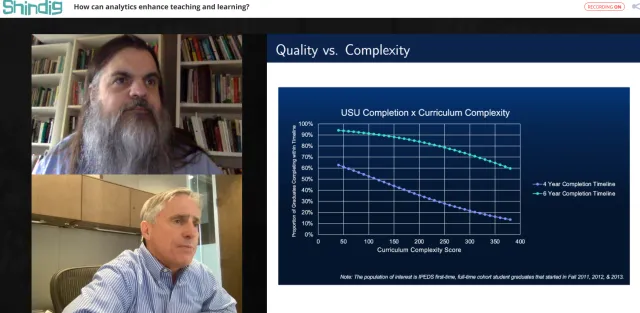 Shindig
How can analytics enhance teaching and learning?
RECORDING ON
Quality vs. Complexity
USU Completion x Curriculum Complexity
Proportion of Graduates Completing within Timeline
100%
90%
80%
70%
60%
50%
40%
30%
20%
10%
0%
0 50 100 150 200 250 300 350 400
Curriculum Complexity Score
4 Year Completion Timeline
6 Year Completion Timeline
Note: The population of interest is IPEDS first-time, full-time cohort student graduates that started in Fall 2011, 2012, & 2013.